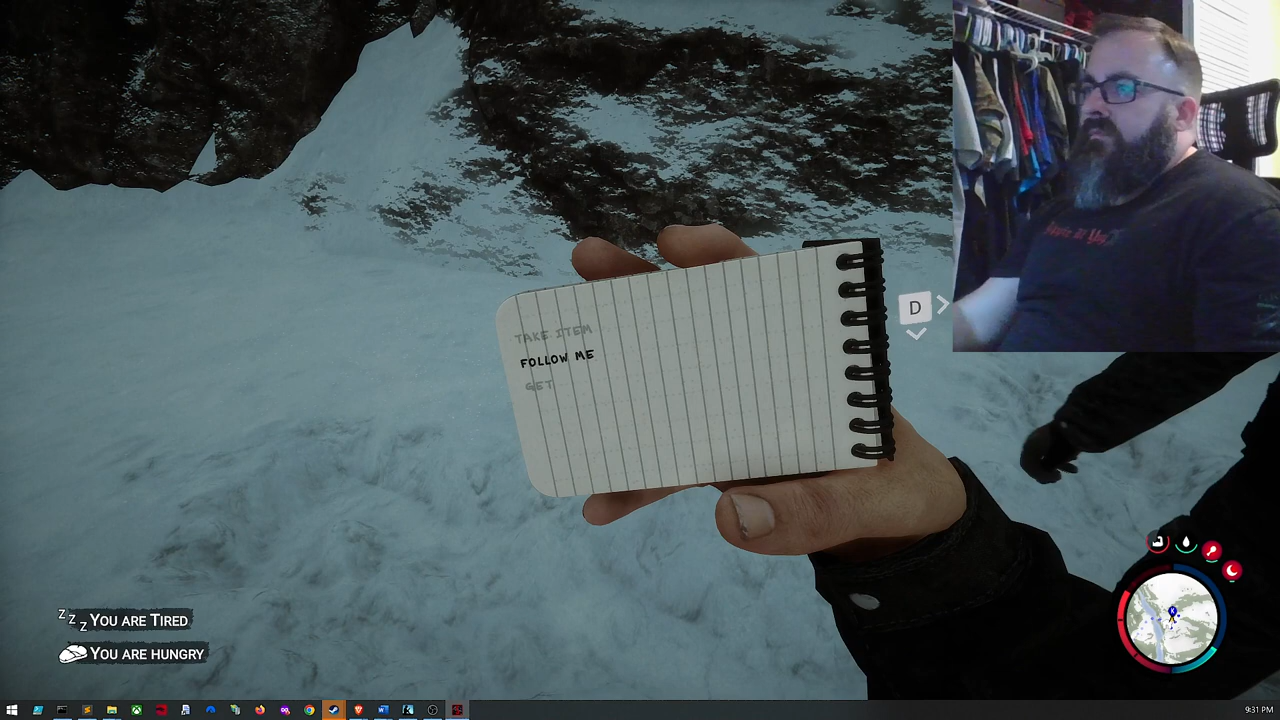 TAKE ITEM
FOLLOW ME
GET
D
Z Z Z YOU ARE TIRED
YOU ARE HUNGRY
9:31 PM